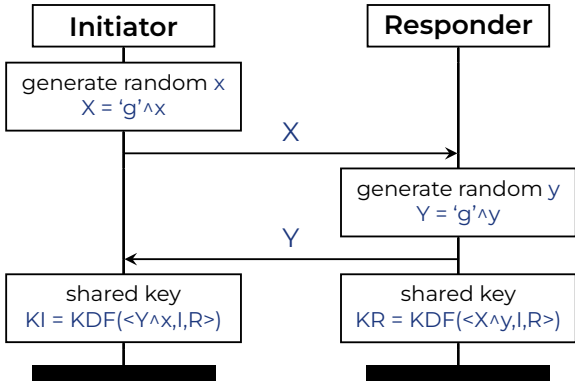 Initiator
Responder
generate random x
X = ‘g’^x
X
generate random y
Y = ‘g’^y
Y
shared key
KI = KDF(<Y^x,I,R>)
shared key
KR = KDF(<X^y,I,R>)